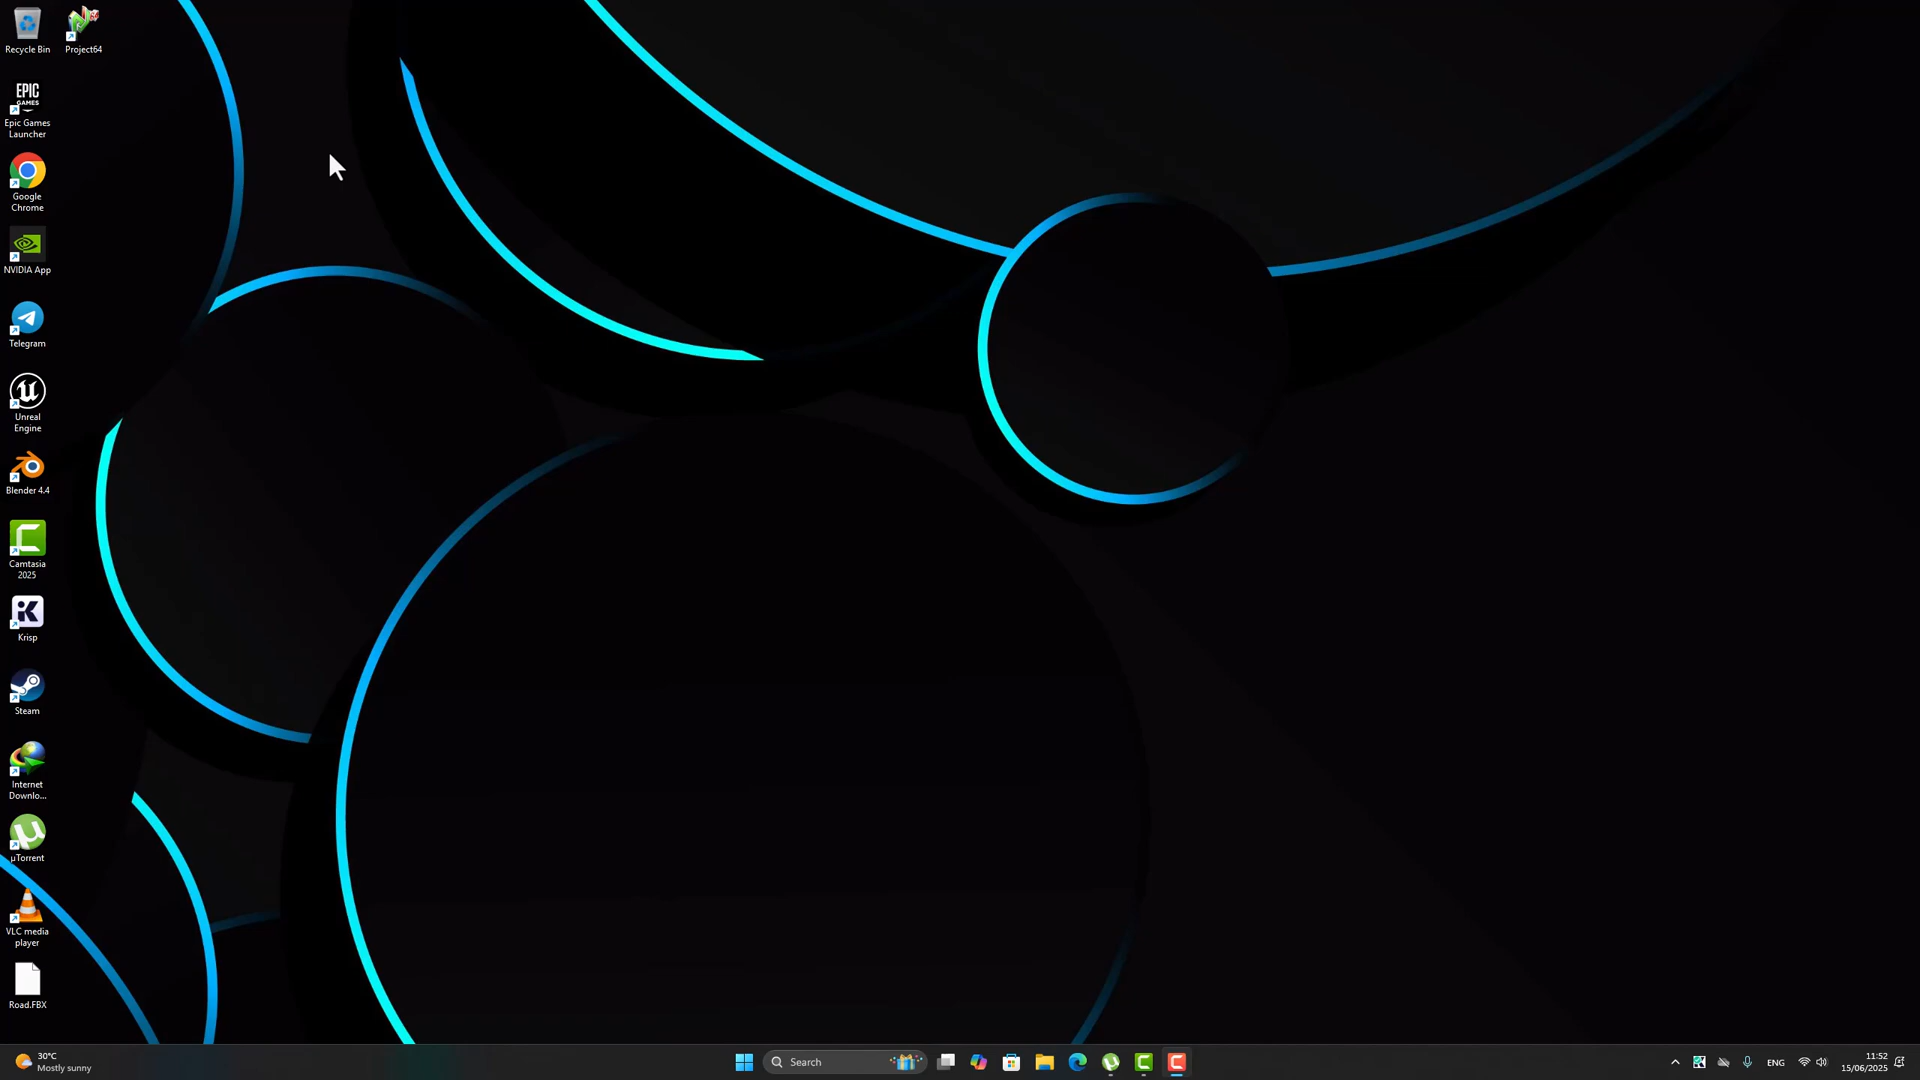 Recycle Bin
Project64
EPIC
GAMES
Epic Games
Launcher
Google
Chrome
NVIDIA App
Telegram
Unreal
Engine
Blender 4.4
Camtasia
2025
Krisp
Steam
Internet
Downlo...
µTorrent
VLC media
player
Road.FBX
30°C
Mostly sunny
Search
ENG
11:52
15/06/2025